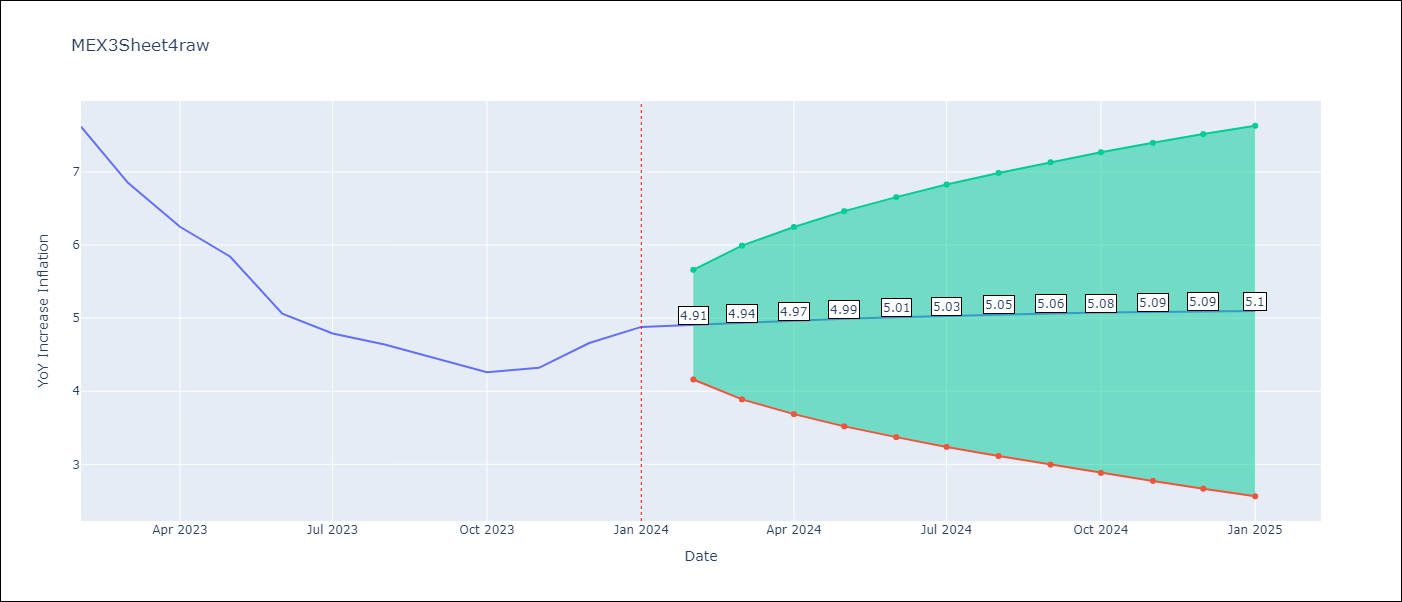 MEX3Sheet4raw
YoY Increase Inflation
7
6
5
4
3
4.91
4.94
4.97
4.99
5.01
5.03
5.05
5.06
5.08
5.09
5.09
5.1
Apr 2023
Jul 2023
Oct 2023
Jan 2024
Apr 2024
Jul 2024
Oct 2024
Jan 2025
Date